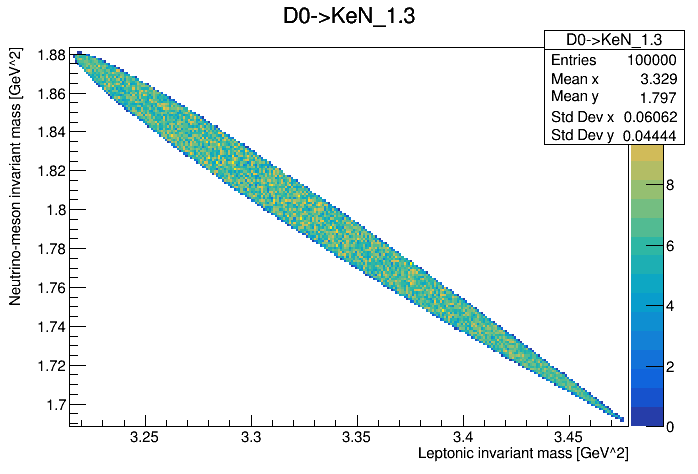 D0->KeN_1.3
D0->KeN_1.3
Entries 100000
Mean x 3.329
Mean y 1.797
Std Dev x 0.06062
Std Dev y 0.04444
Neutrino-meson invariant mass [GeV^2]
1.88
1.86
1.84
1.82
1.8
1.78
1.76
1.74
1.72
1.7
8
6
4
2
0
3.25 3.3 3.35 3.4 3.45
Leptonic invariant mass [GeV^2]